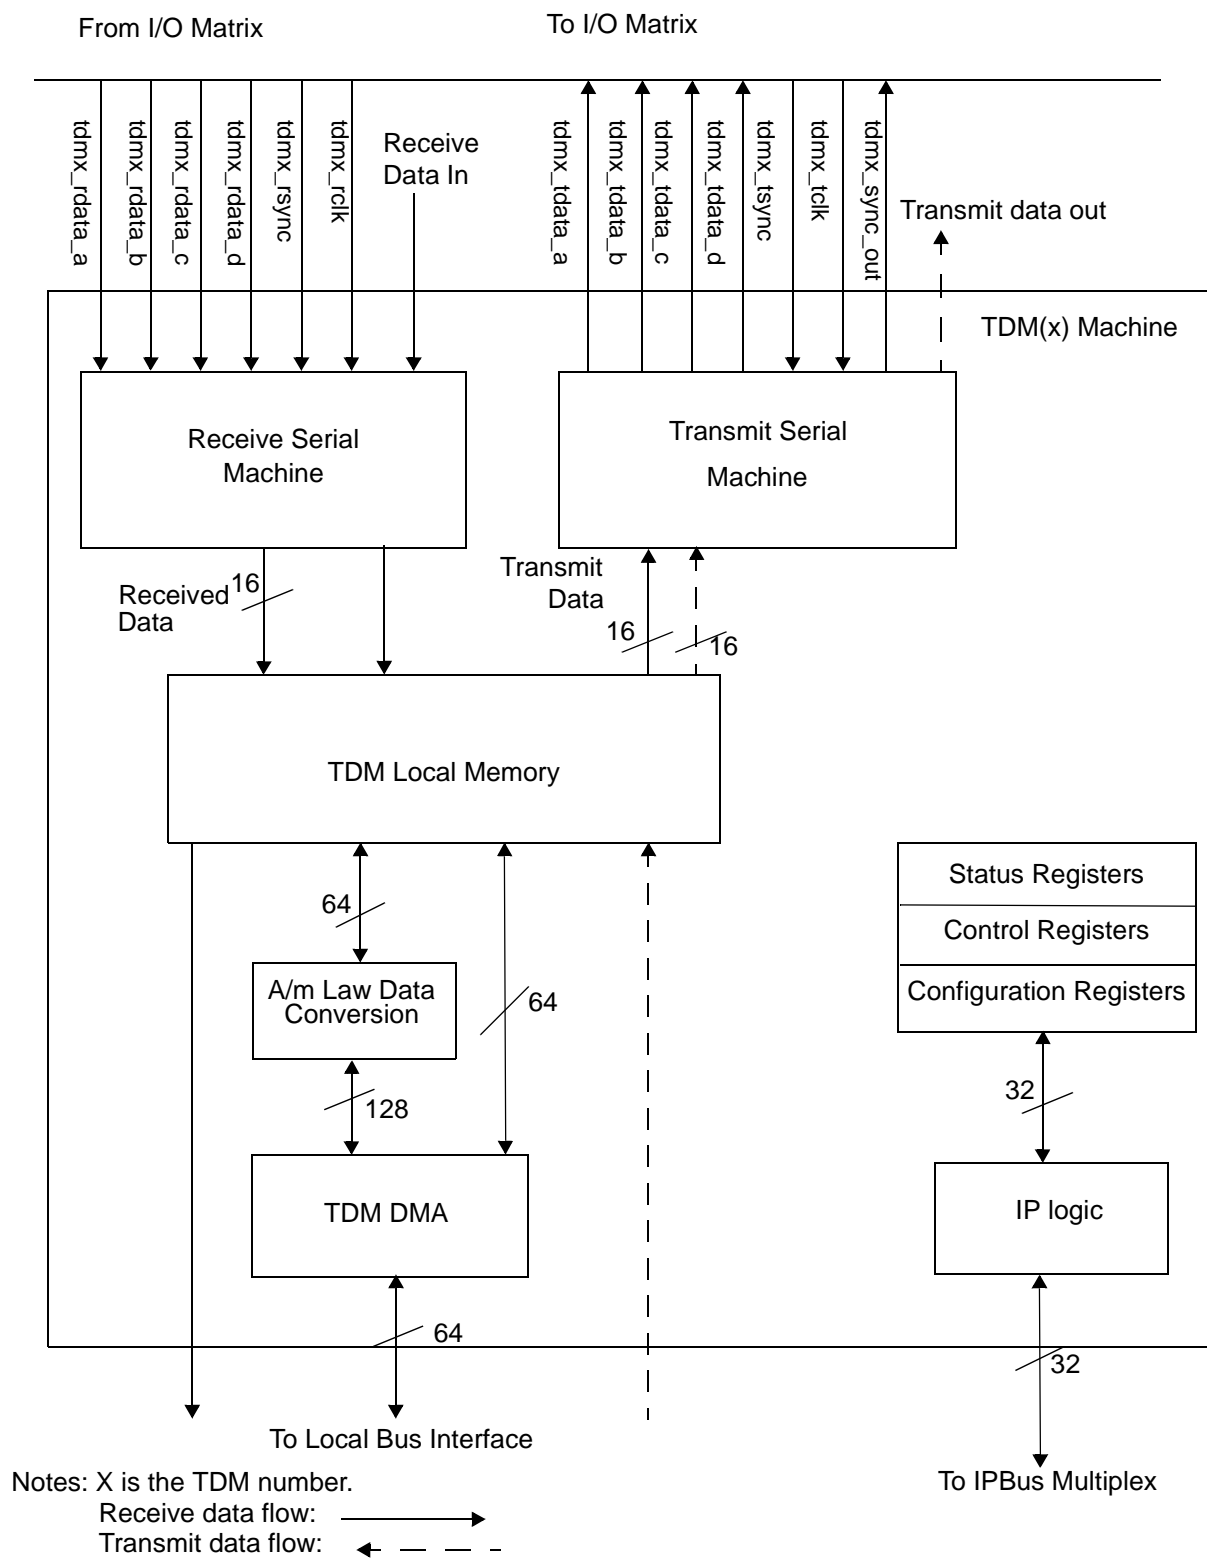 From I/O Matrix
To I/O Matrix
tdmx_rdata_a
tdmx_rdata_b
tdmx_rdata_c
tdmx_rdata_d
tdmx_rsync
tdmx_rclk
Receive
Data In
tdmx_tdata_a
tdmx_tdata_b
tdmx_tdata_c
tdmx_tdata_d
tdmx_tsync
tdmx_tclk
tdmx_sync_out
Transmit data out
TDM(x) Machine
Receive Serial
Machine
Transmit Serial
Machine
Received
Data
16
Transmit
Data
16
16
TDM Local Memory
64
A/m Law Data
Conversion
64
128
TDM DMA
64
Status Registers
Control Registers
Configuration Registers
32
IP logic
32
To Local Bus Interface
To IPBus Multiplex
Notes: X is the TDM number.
Receive data flow:
Transmit data flow: